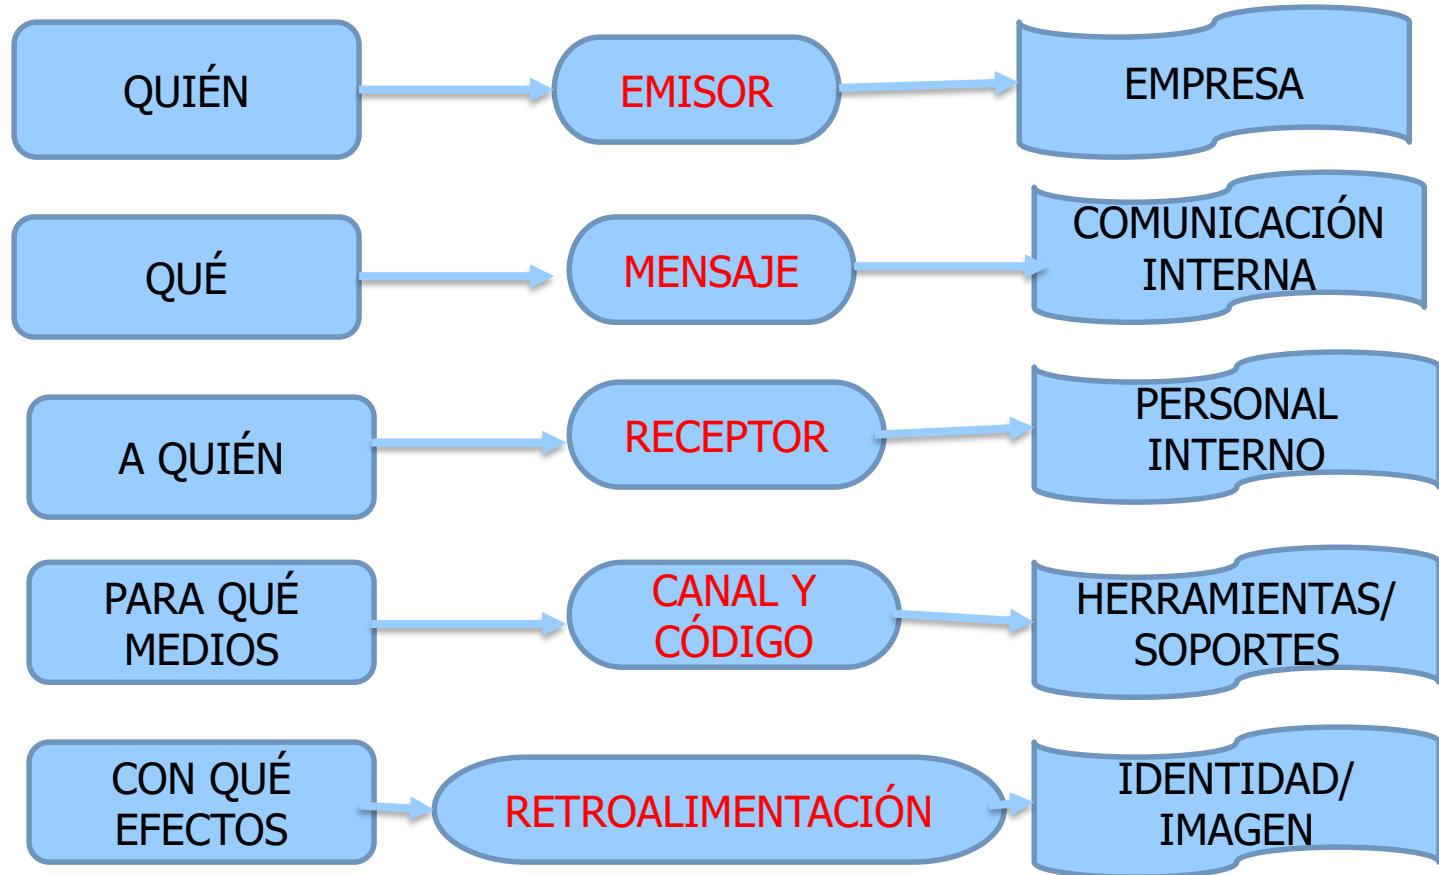 QUIÉN
EMISOR
EMPRESA
QUÉ
MENSAJE
COMUNICACIÓN
INTERNA
A QUIÉN
RECEPTOR
PERSONAL
INTERNO
PARA QUÉ
MEDIOS
CANAL Y
CÓDIGO
HERRAMIENTAS/
SOPORTES
CON QUÉ
EFECTOS
RETROALIMENTACIÓN
IDENTIDAD/
IMAGEN